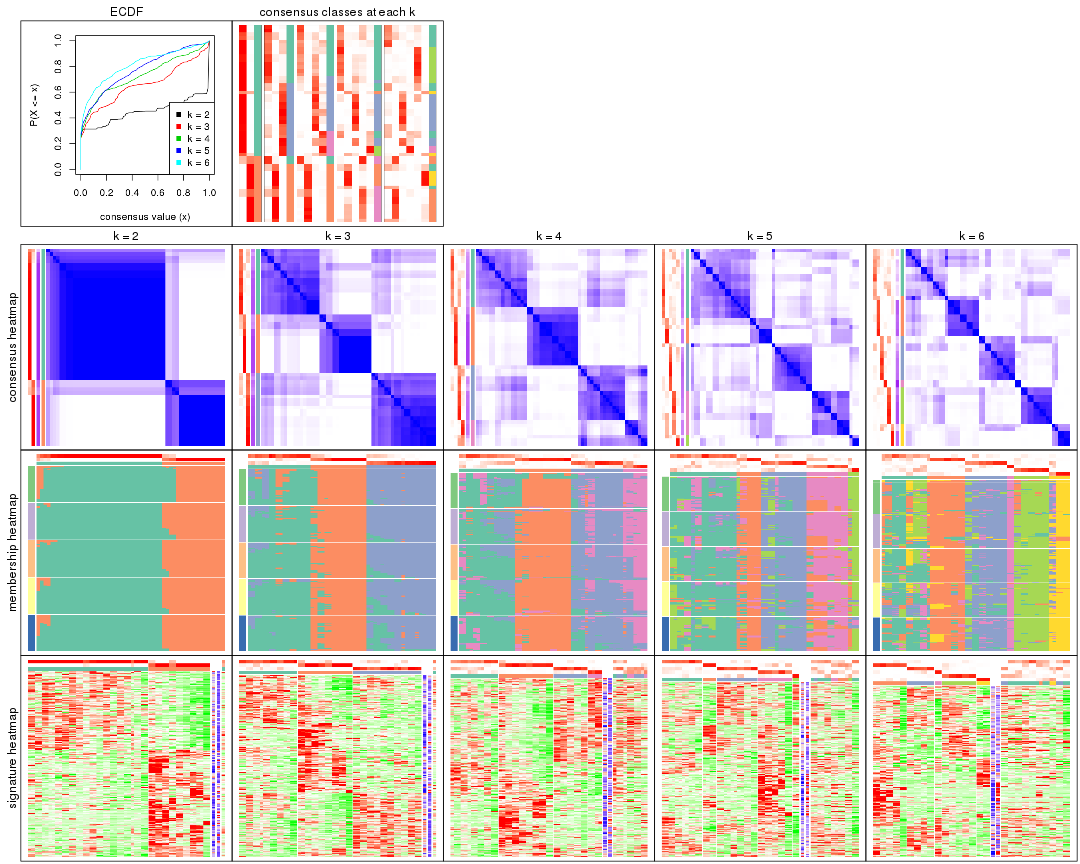 ECDF
consensus classes at each k
P(X <= x)
0.0 0.2 0.4 0.6 0.8 1.0
k = 2
k = 3
k = 4
k = 5
k = 6
0.0 0.2 0.4 0.6 0.8 1.0
consensus value (x)
k = 2
k = 3
k = 4
k = 5
k = 6
consensus heatmap
membership heatmap
signature heatmap